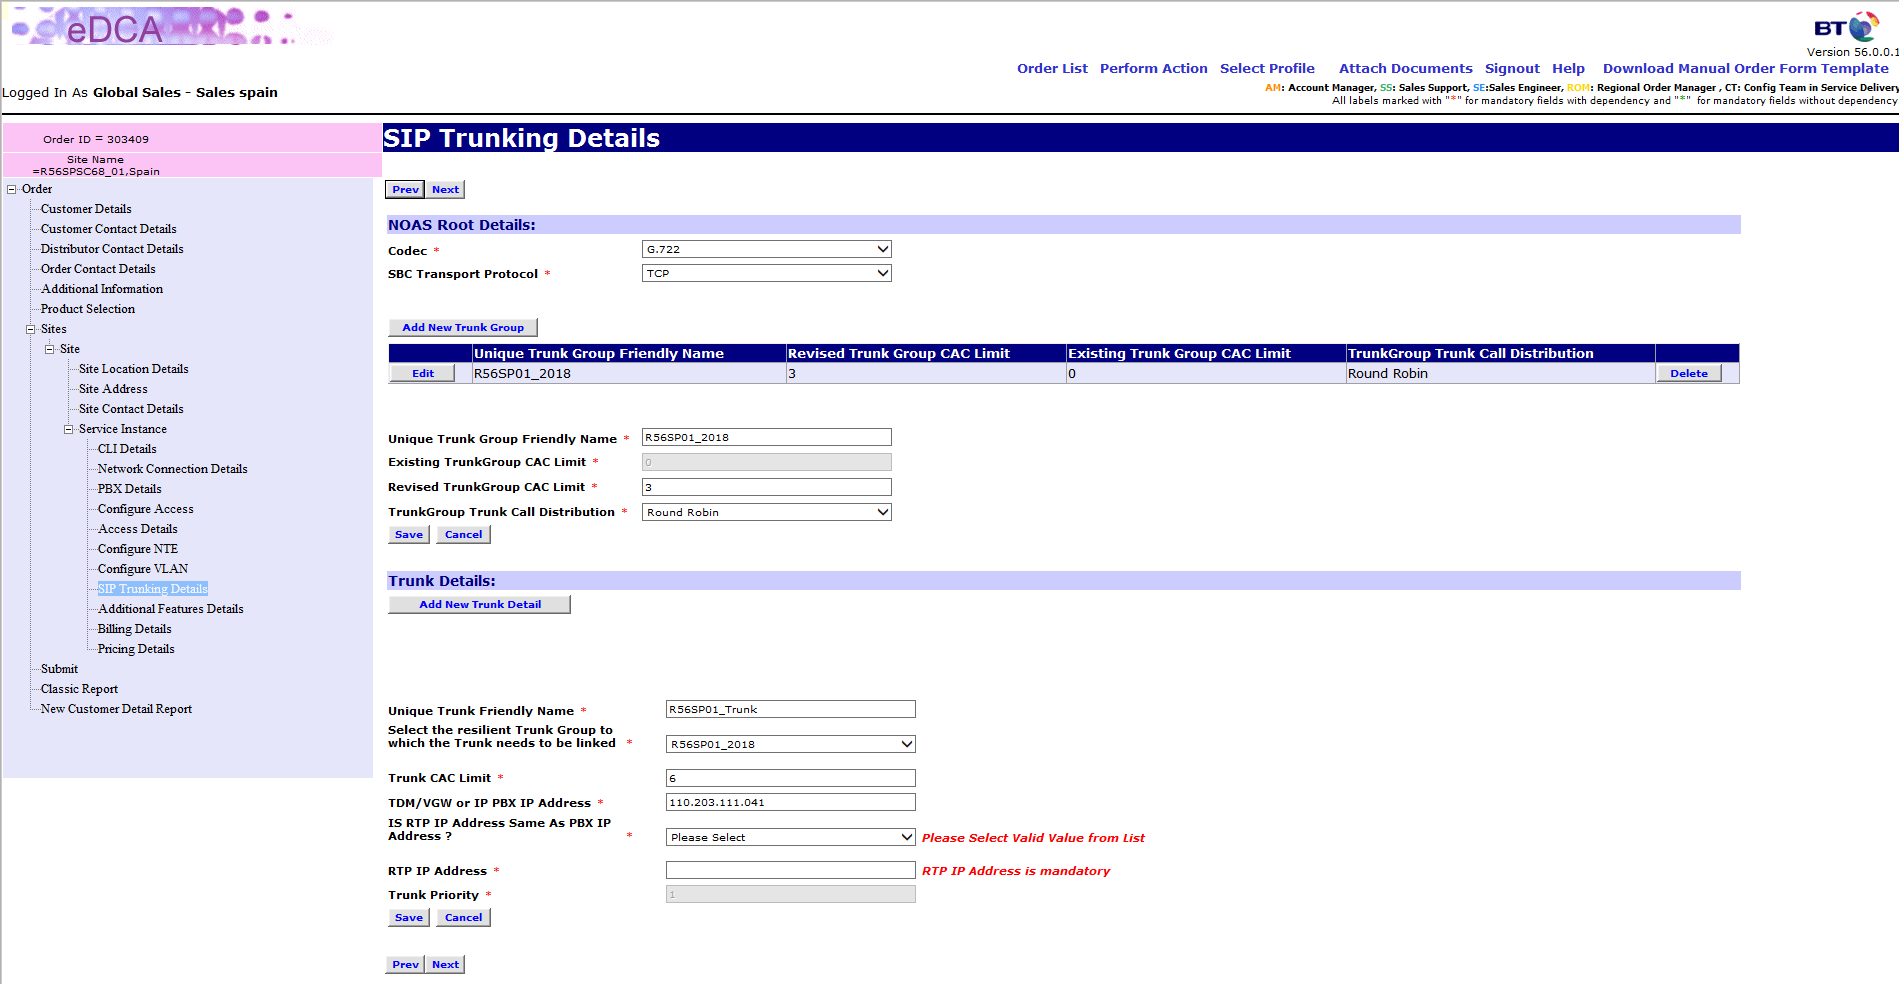 eDCA
BT
Version 56.0.0.1
Order List Perform Action Select Profile Attach Documents Signout Help Download Manual Order Form Template
Logged In As Global Sales - Sales spain
AM: Account Manager, SS: Sales Support, SE:Sales Engineer, ROM: Regional Order Manager , CT: Config Team in Service Delivery
All labels marked with "*" for mandatory fields with dependency and "*" for mandatory fields without dependency
Order ID = 303409
Site Name
=R56SPSC68_01,Spain
Order
Customer Details
Customer Contact Details
Distributor Contact Details
Order Contact Details
Additional Information
Product Selection
Sites
Site
Site Location Details
Site Address
Site Contact Details
Service Instance
CLI Details
Network Connection Details
PBX Details
Configure Access
Access Details
Configure NTE
Configure VLAN
SIP Trunking Details
Additional Features Details
Billing Details
Pricing Details
Submit
Classic Report
New Customer Detail Report
SIP Trunking Details
Prev Next
NOAS Root Details:
Codec * G.722
SBC Transport Protocol * TCP
Add New Trunk Group
Unique Trunk Group Friendly Name Revised Trunk Group CAC Limit Existing Trunk Group CAC Limit TrunkGroup Trunk Call Distribution
Edit R56SP01_2018 3 0 Round Robin Delete
Unique Trunk Group Friendly Name * R56SP01_2018
Existing TrunkGroup CAC Limit * 0
Revised TrunkGroup CAC Limit * 3
TrunkGroup Trunk Call Distribution * Round Robin
Save Cancel
Trunk Details:
Add New Trunk Detail
Unique Trunk Friendly Name * R56SP01_Trunk
Select the resilient Trunk Group to
which the Trunk needs to be linked * R56SP01_2018
Trunk CAC Limit * 6
TDM/VGW or IP PBX IP Address * 110.203.111.041
IS RTP IP Address Same As PBX IP
Address ? * Please Select Please Select Valid Value from List
RTP IP Address * RTP IP Address is mandatory
Trunk Priority * 1
Save Cancel
Prev Next